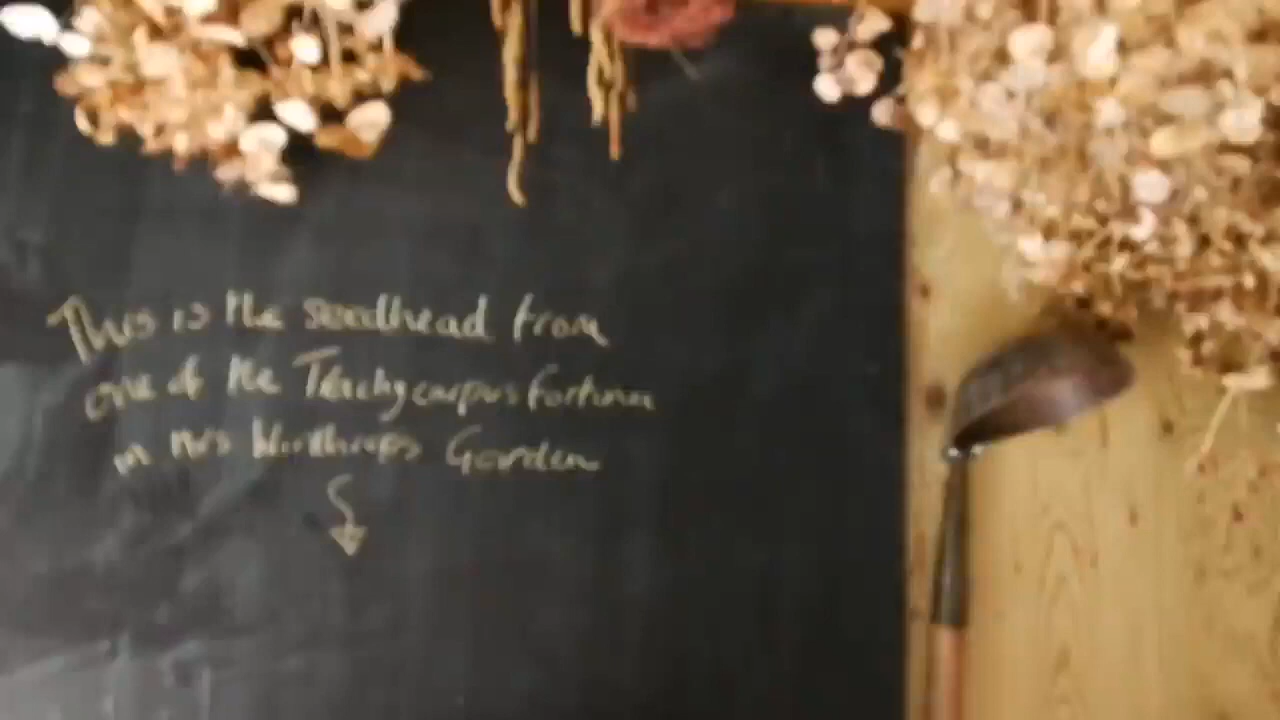 This is the seedhead from
one of the Trachycarpus Fortunei
in Mrs Winthrops Garden